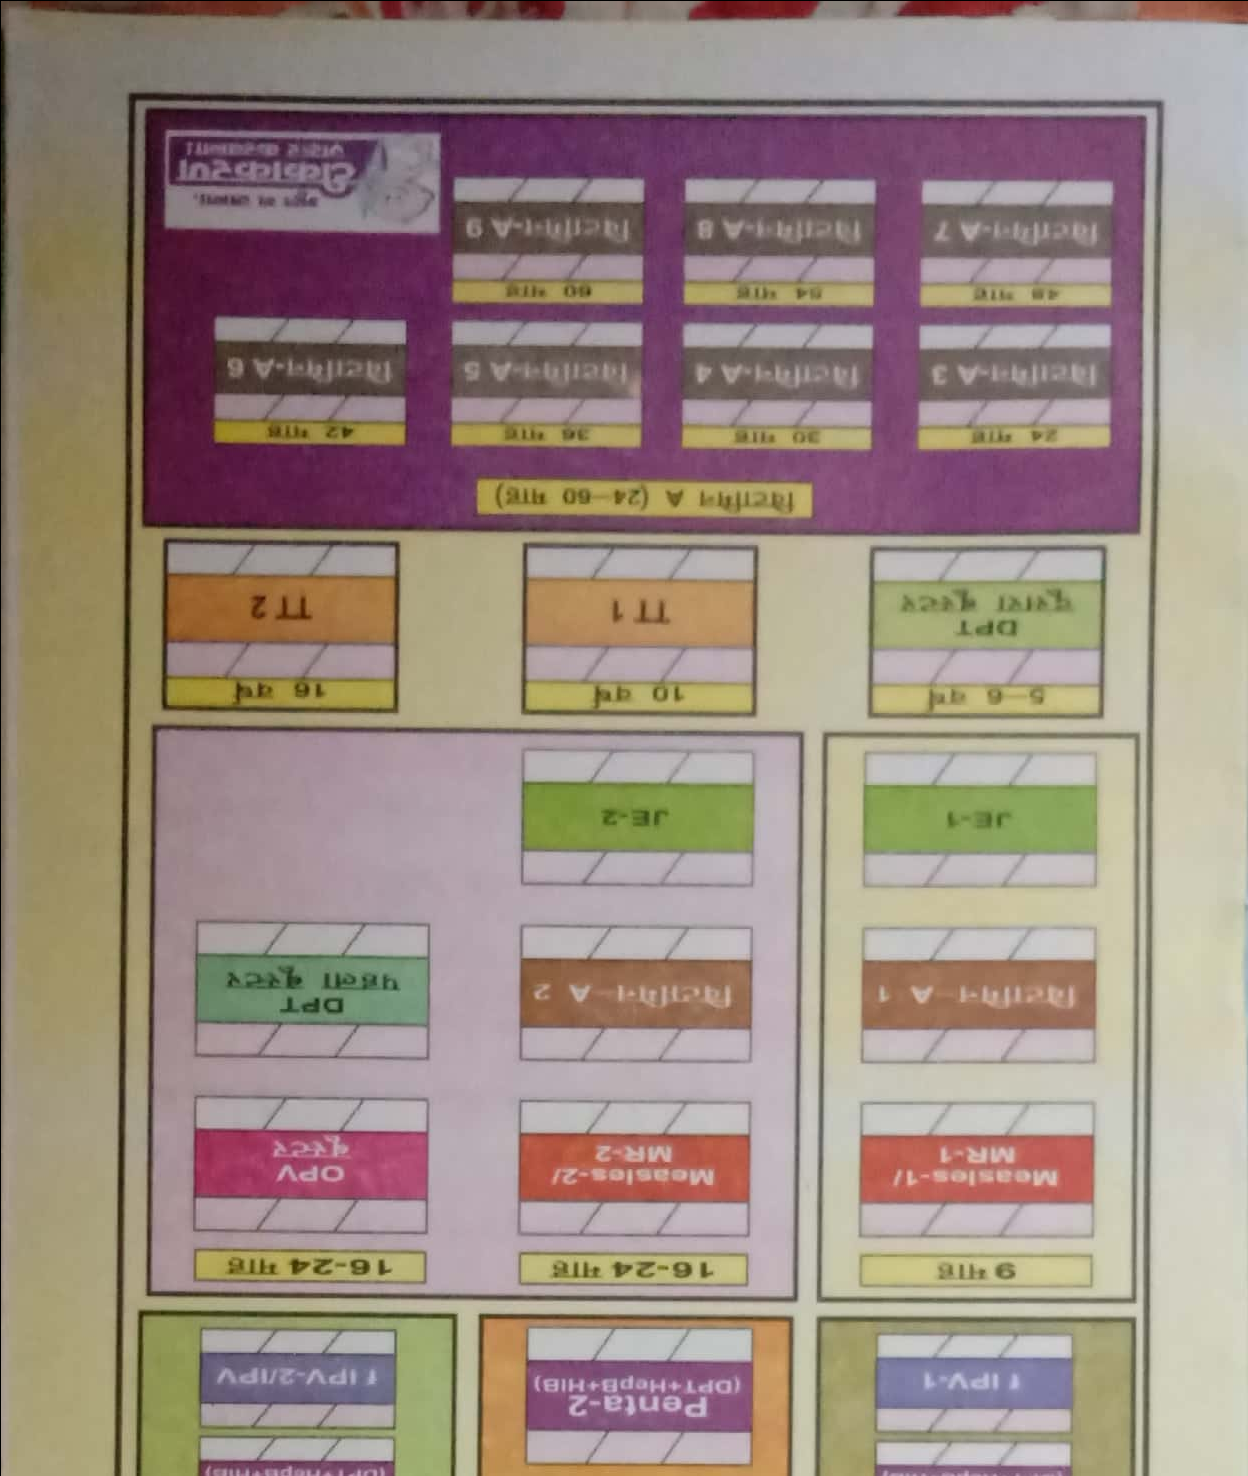 (DPT+HepB+HIB)
f IPV-1
Penta-2
(DPT+HepB+HIB)
f IPV-2/IPV
9 माह
16-24 माह
16-24 माह
Measles-1/
MR-1
Measles-2/
MR-2
OPV
बूस्टर
विटामिन-A 1
विटामिन-A 2
DPT
पहला बूस्टर
JE-1
JE-2
5-6 वर्ष
10 वर्ष
16 वर्ष
DPT
दूसरा बूस्टर
TT 1
TT 2
विटामिन A (24-60 माह)
24 माह
30 माह
36 माह
42 माह
विटामिन-A 3
विटामिन-A 4
विटामिन-A 5
विटामिन-A 6
48 माह
54 माह
60 माह
विटामिन-A 7
विटामिन-A 8
विटामिन-A 9
भूल न जाना,
टीकाकरण
जरूर करवाना!